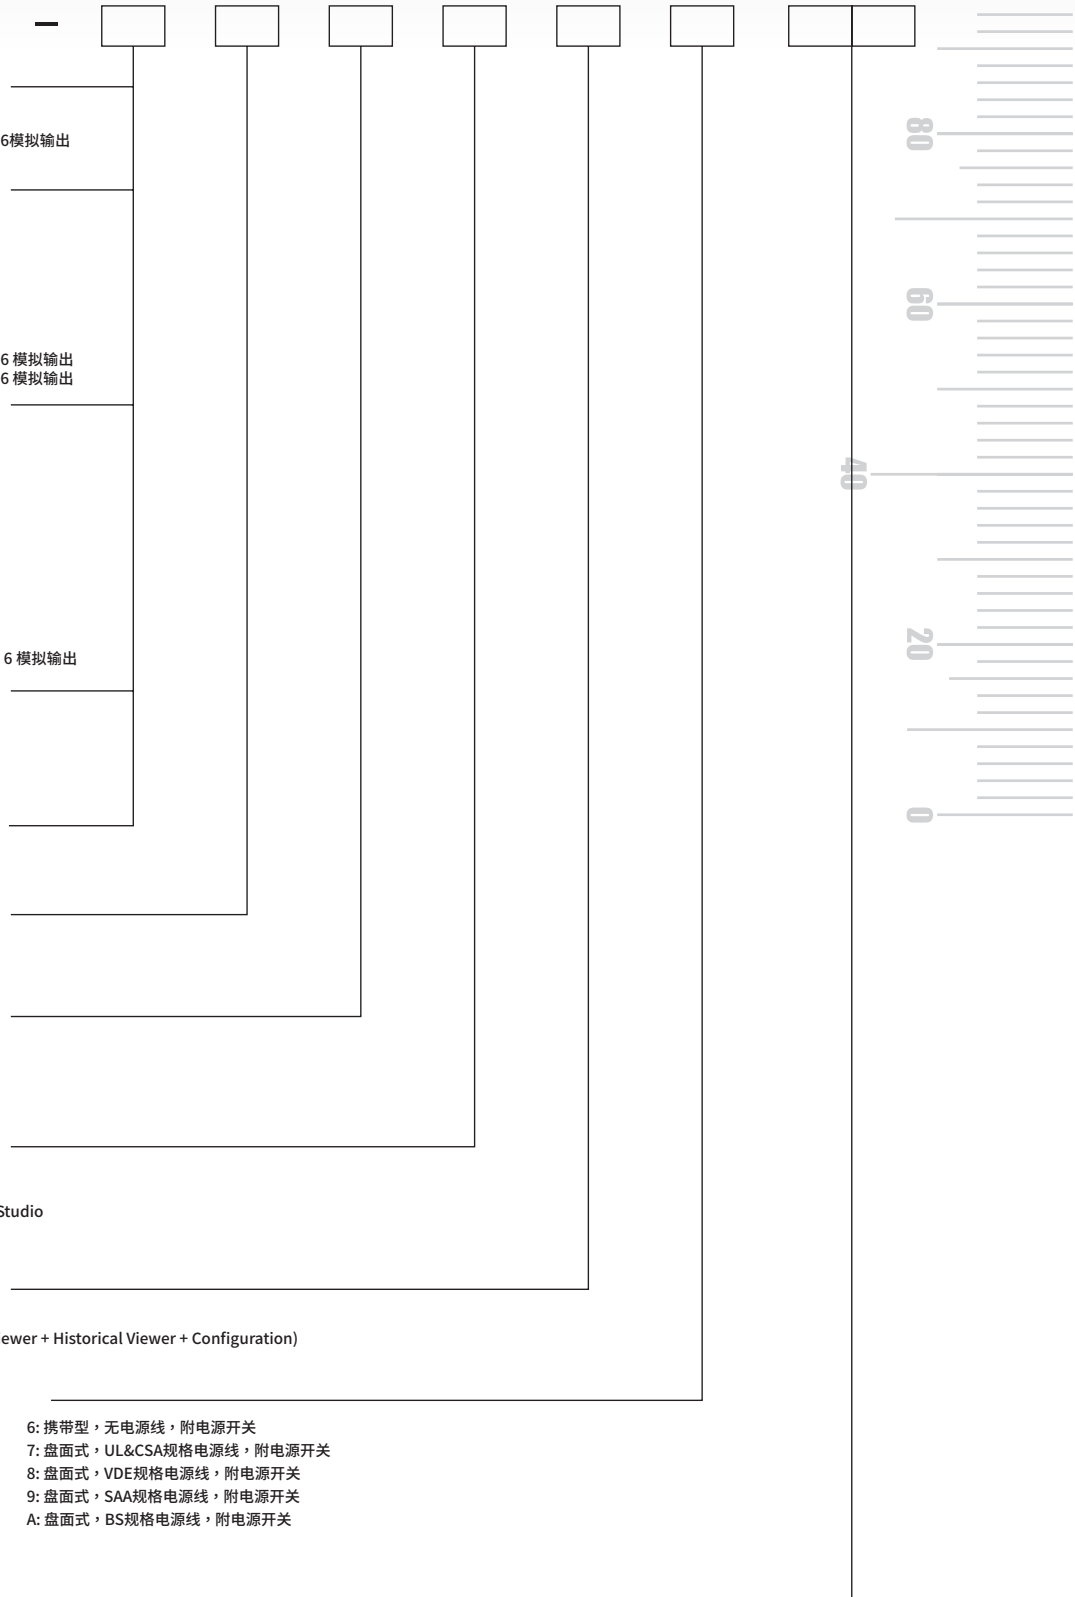 80
6模拟输出
60
6 模拟输出
6 模拟输出
40
20
6 模拟输出
0
Studio
ewer + Historical Viewer + Configuration)
6: 携带型，无电源线，附电源开关
7: 盘面式，UL&CSA规格电源线，附电源开关
8: 盘面式，VDE规格电源线，附电源开关
9: 盘面式，SAA规格电源线，附电源开关
A: 盘面式，BS规格电源线，附电源开关